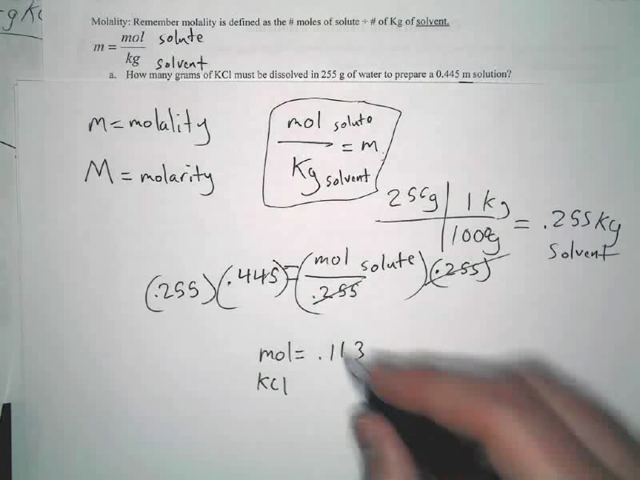 g KC
Molality: Remember molality is defined as the # moles of solute ÷ # of Kg of solvent.
m = mol solute
kg solvent
a. How many grams of KCl must be dissolved in 255 g of water to prepare a 0.445 m solution?
m = molality
M = molarity
mol solute
Kg solvent
= m
255g | 1 kg
1000g
= .255 Kg
Solvent
(.255)(.445) = (mol solute / .255)(.255)
mol = .113
KCl